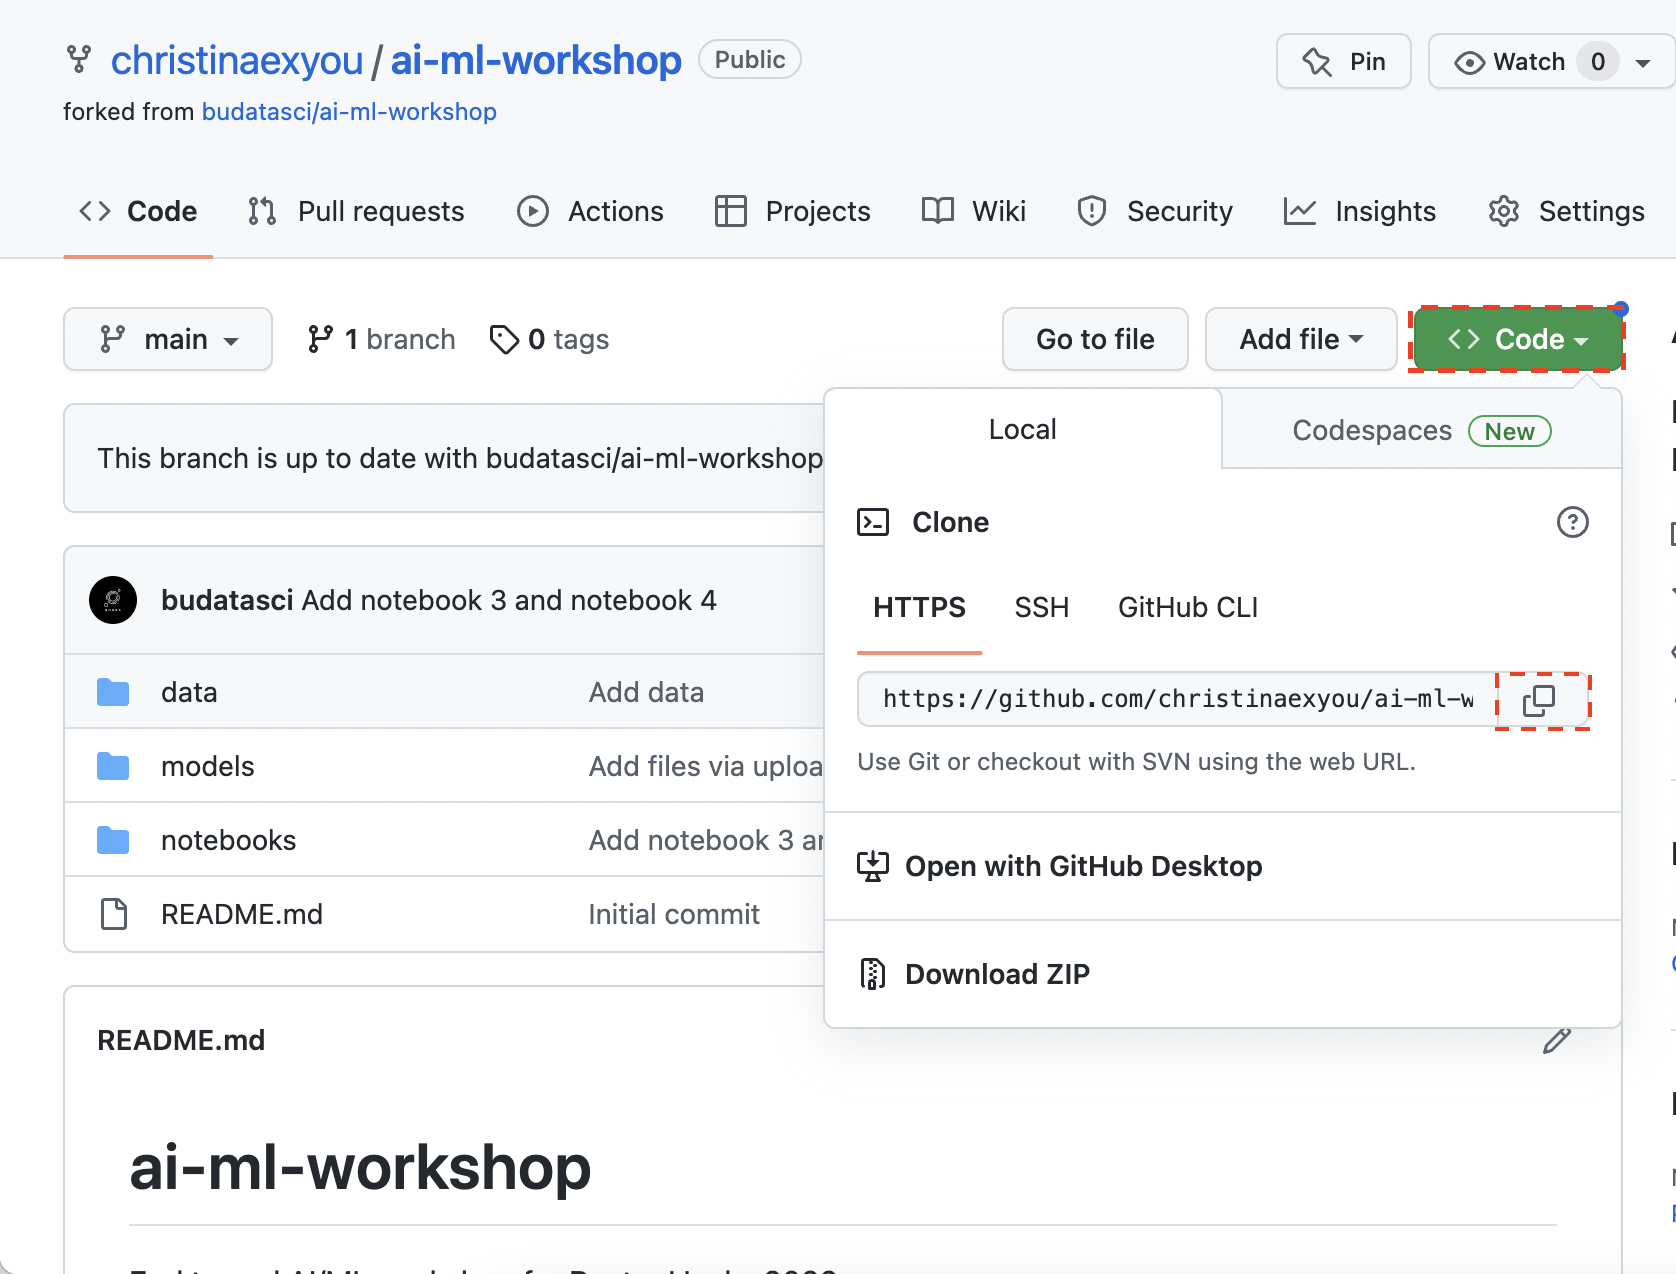 christinaexyou / ai-ml-workshop Public
Pin
Watch 0
forked from budatasci/ai-ml-workshop
Code
Pull requests
Actions
Projects
Wiki
Security
Insights
Settings
main
1 branch
0 tags
Go to file
Add file
Code
This branch is up to date with budatasci/ai-ml-workshop
Local
Codespaces New
Clone
HTTPS
SSH
GitHub CLI
https://github.com/christinaexyou/ai-ml-w
Use Git or checkout with SVN using the web URL.
Open with GitHub Desktop
Download ZIP
budatasci Add notebook 3 and notebook 4
data
Add data
models
Add files via uploa
notebooks
Add notebook 3 ar
README.md
Initial commit
README.md
ai-ml-workshop